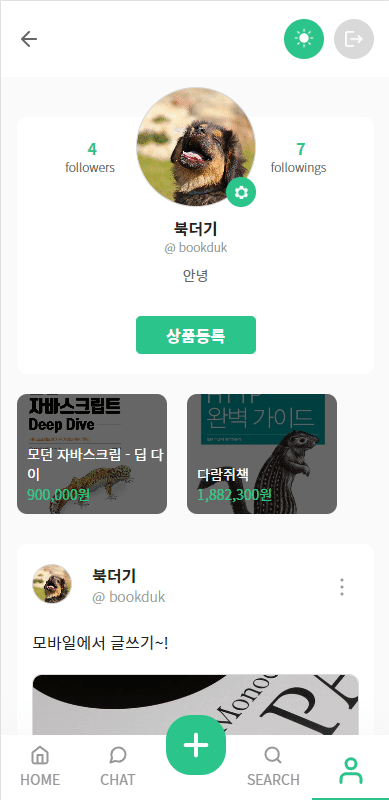 4
followers
7
followings
북더기
@ bookduk
안녕
상품등록
자바스크립트
Deep Dive
모던 자바스크립 - 딥 다
이
900,000원
HTTP
완벽 가이드
다람쥐책
1,882,300원
북더기
@ bookduk
모바일에서 글쓰기~!
HOME
CHAT
SEARCH